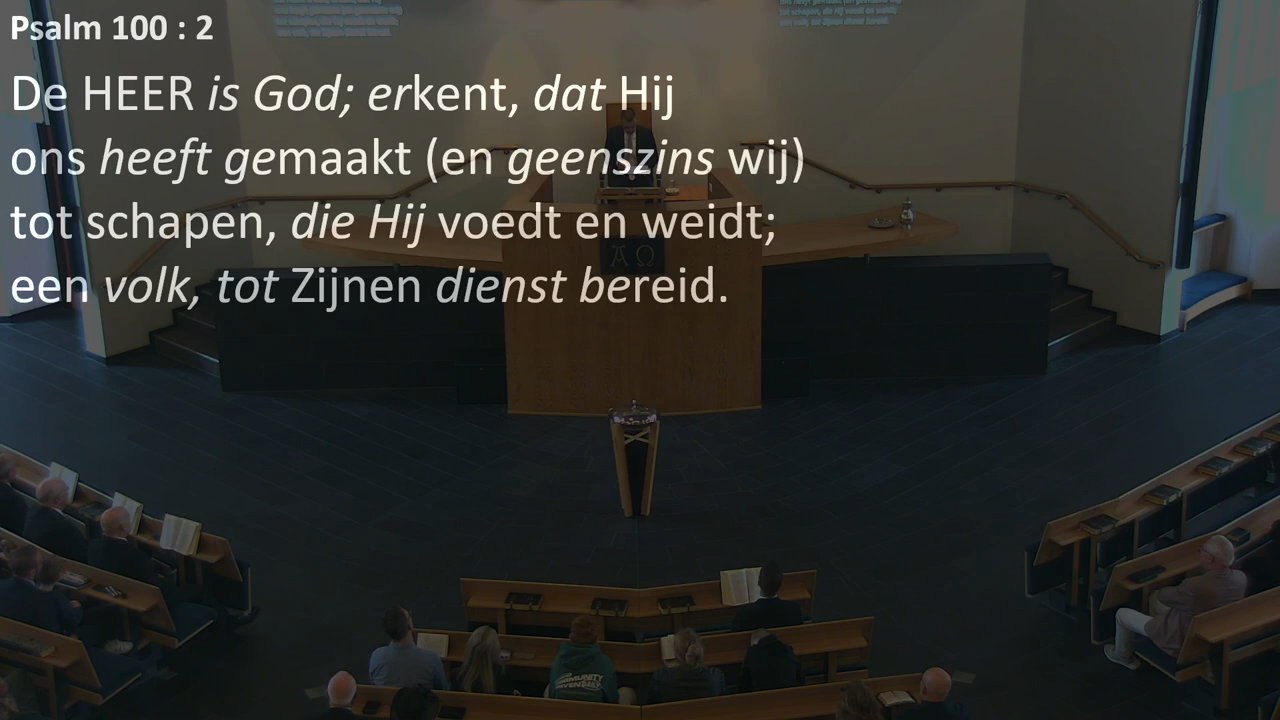 Psalm 100 : 2
De HEER is God; erkent, dat Hij
ons heeft gemaakt (en geenszins wij)
tot schapen, die Hij voedt en weidt;
een volk, tot Zijnen dienst bereid.
Α Ω
COMMUNITY